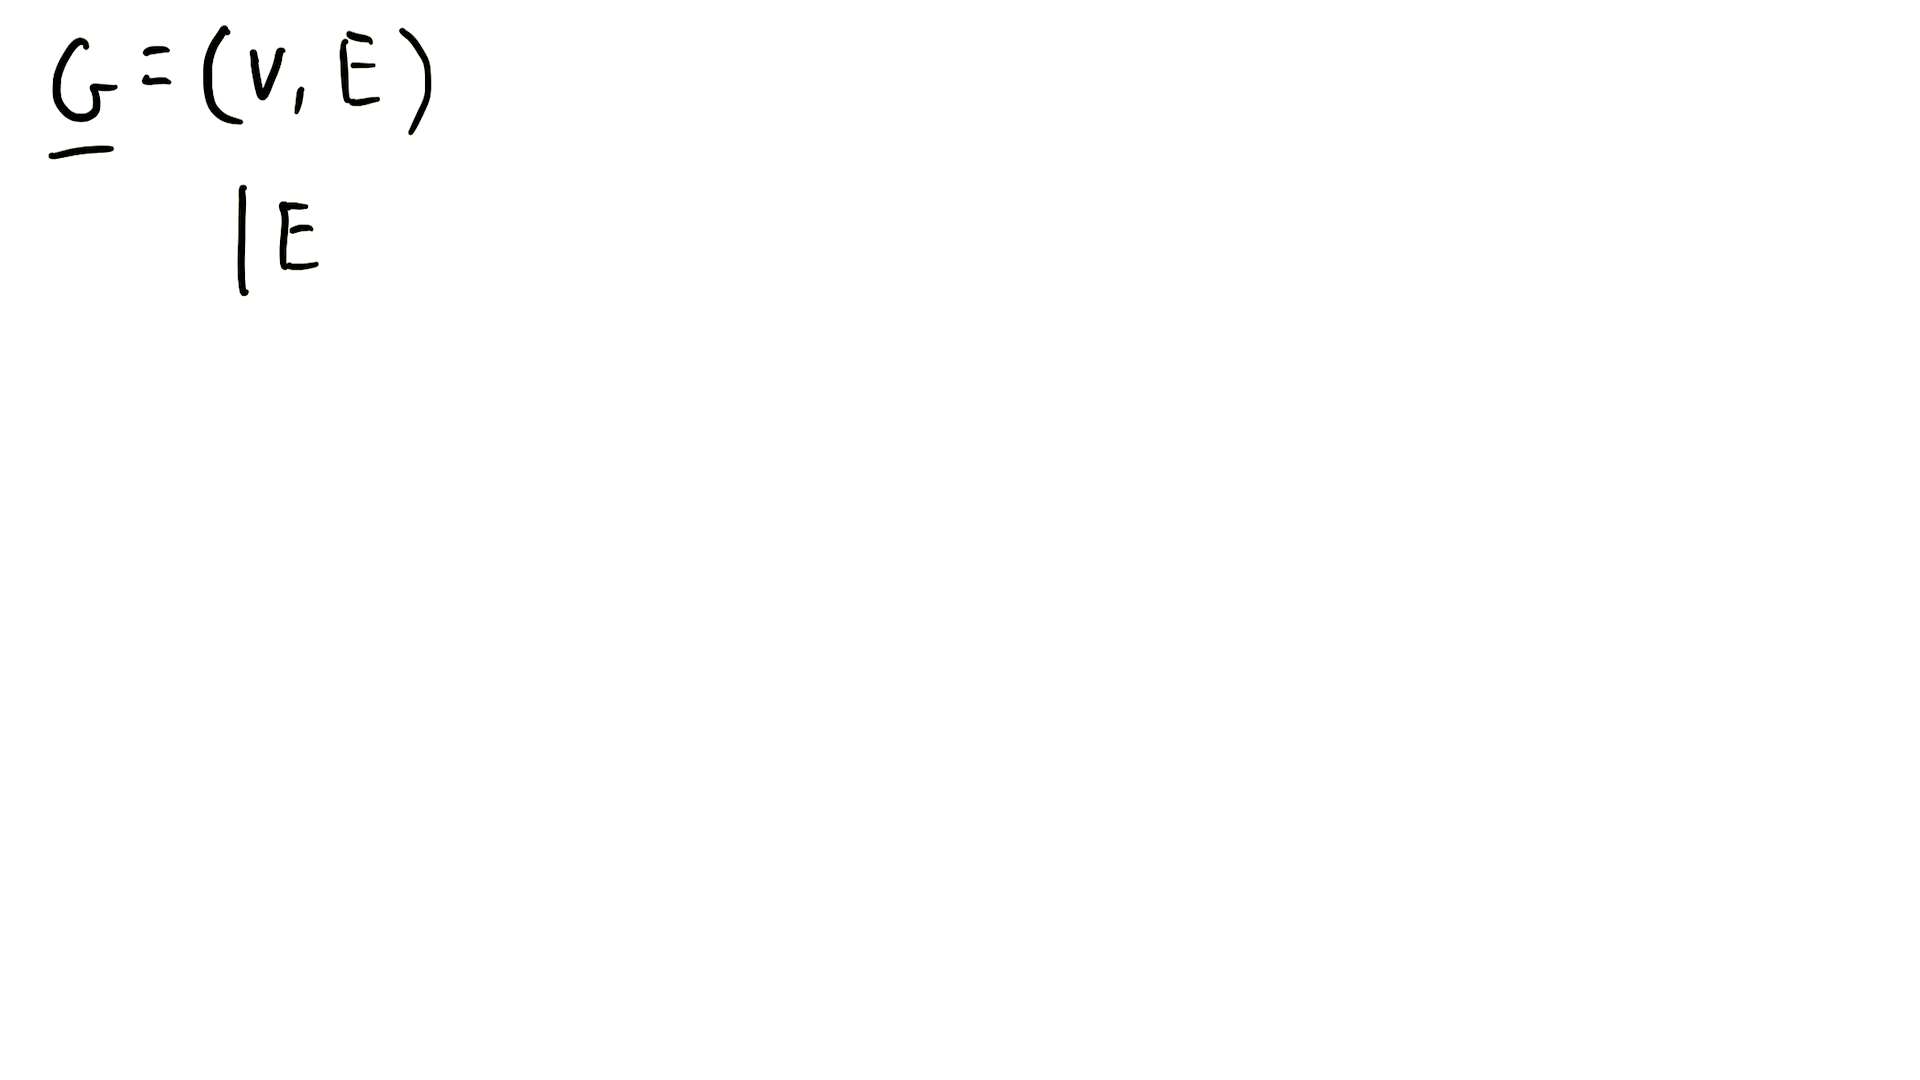 G = (V, E)
|E